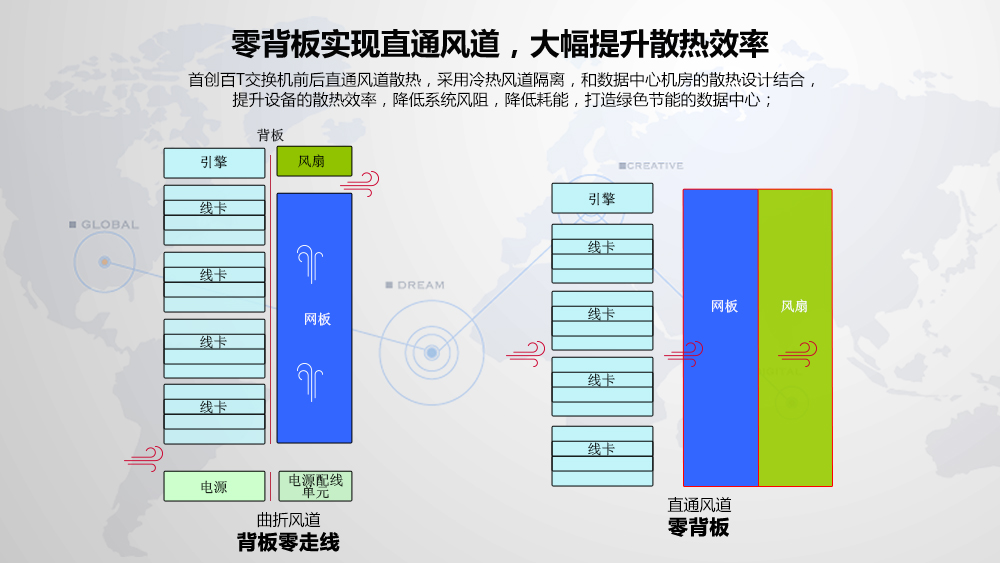 零背板实现直通风道，大幅提升散热效率
首创百T交换机前后直通风道散热，采用冷热风道隔离，和数据中心机房的散热设计结合，
提升设备的散热效率，降低系统风阻，降低耗能，打造绿色节能的数据中心；
背板
引擎
风扇
线卡
线卡
网板
线卡
线卡
电源
电源配线
单元
曲折风道
背板零走线
GLOBAL
DREAM
CREATIVE
引擎
线卡
线卡
线卡
线卡
网板
风扇
直通风道
零背板